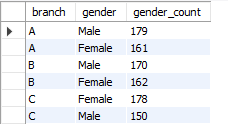 branch gender gender_count
A Male 179
A Female 161
B Male 170
B Female 162
C Female 178
C Male 150